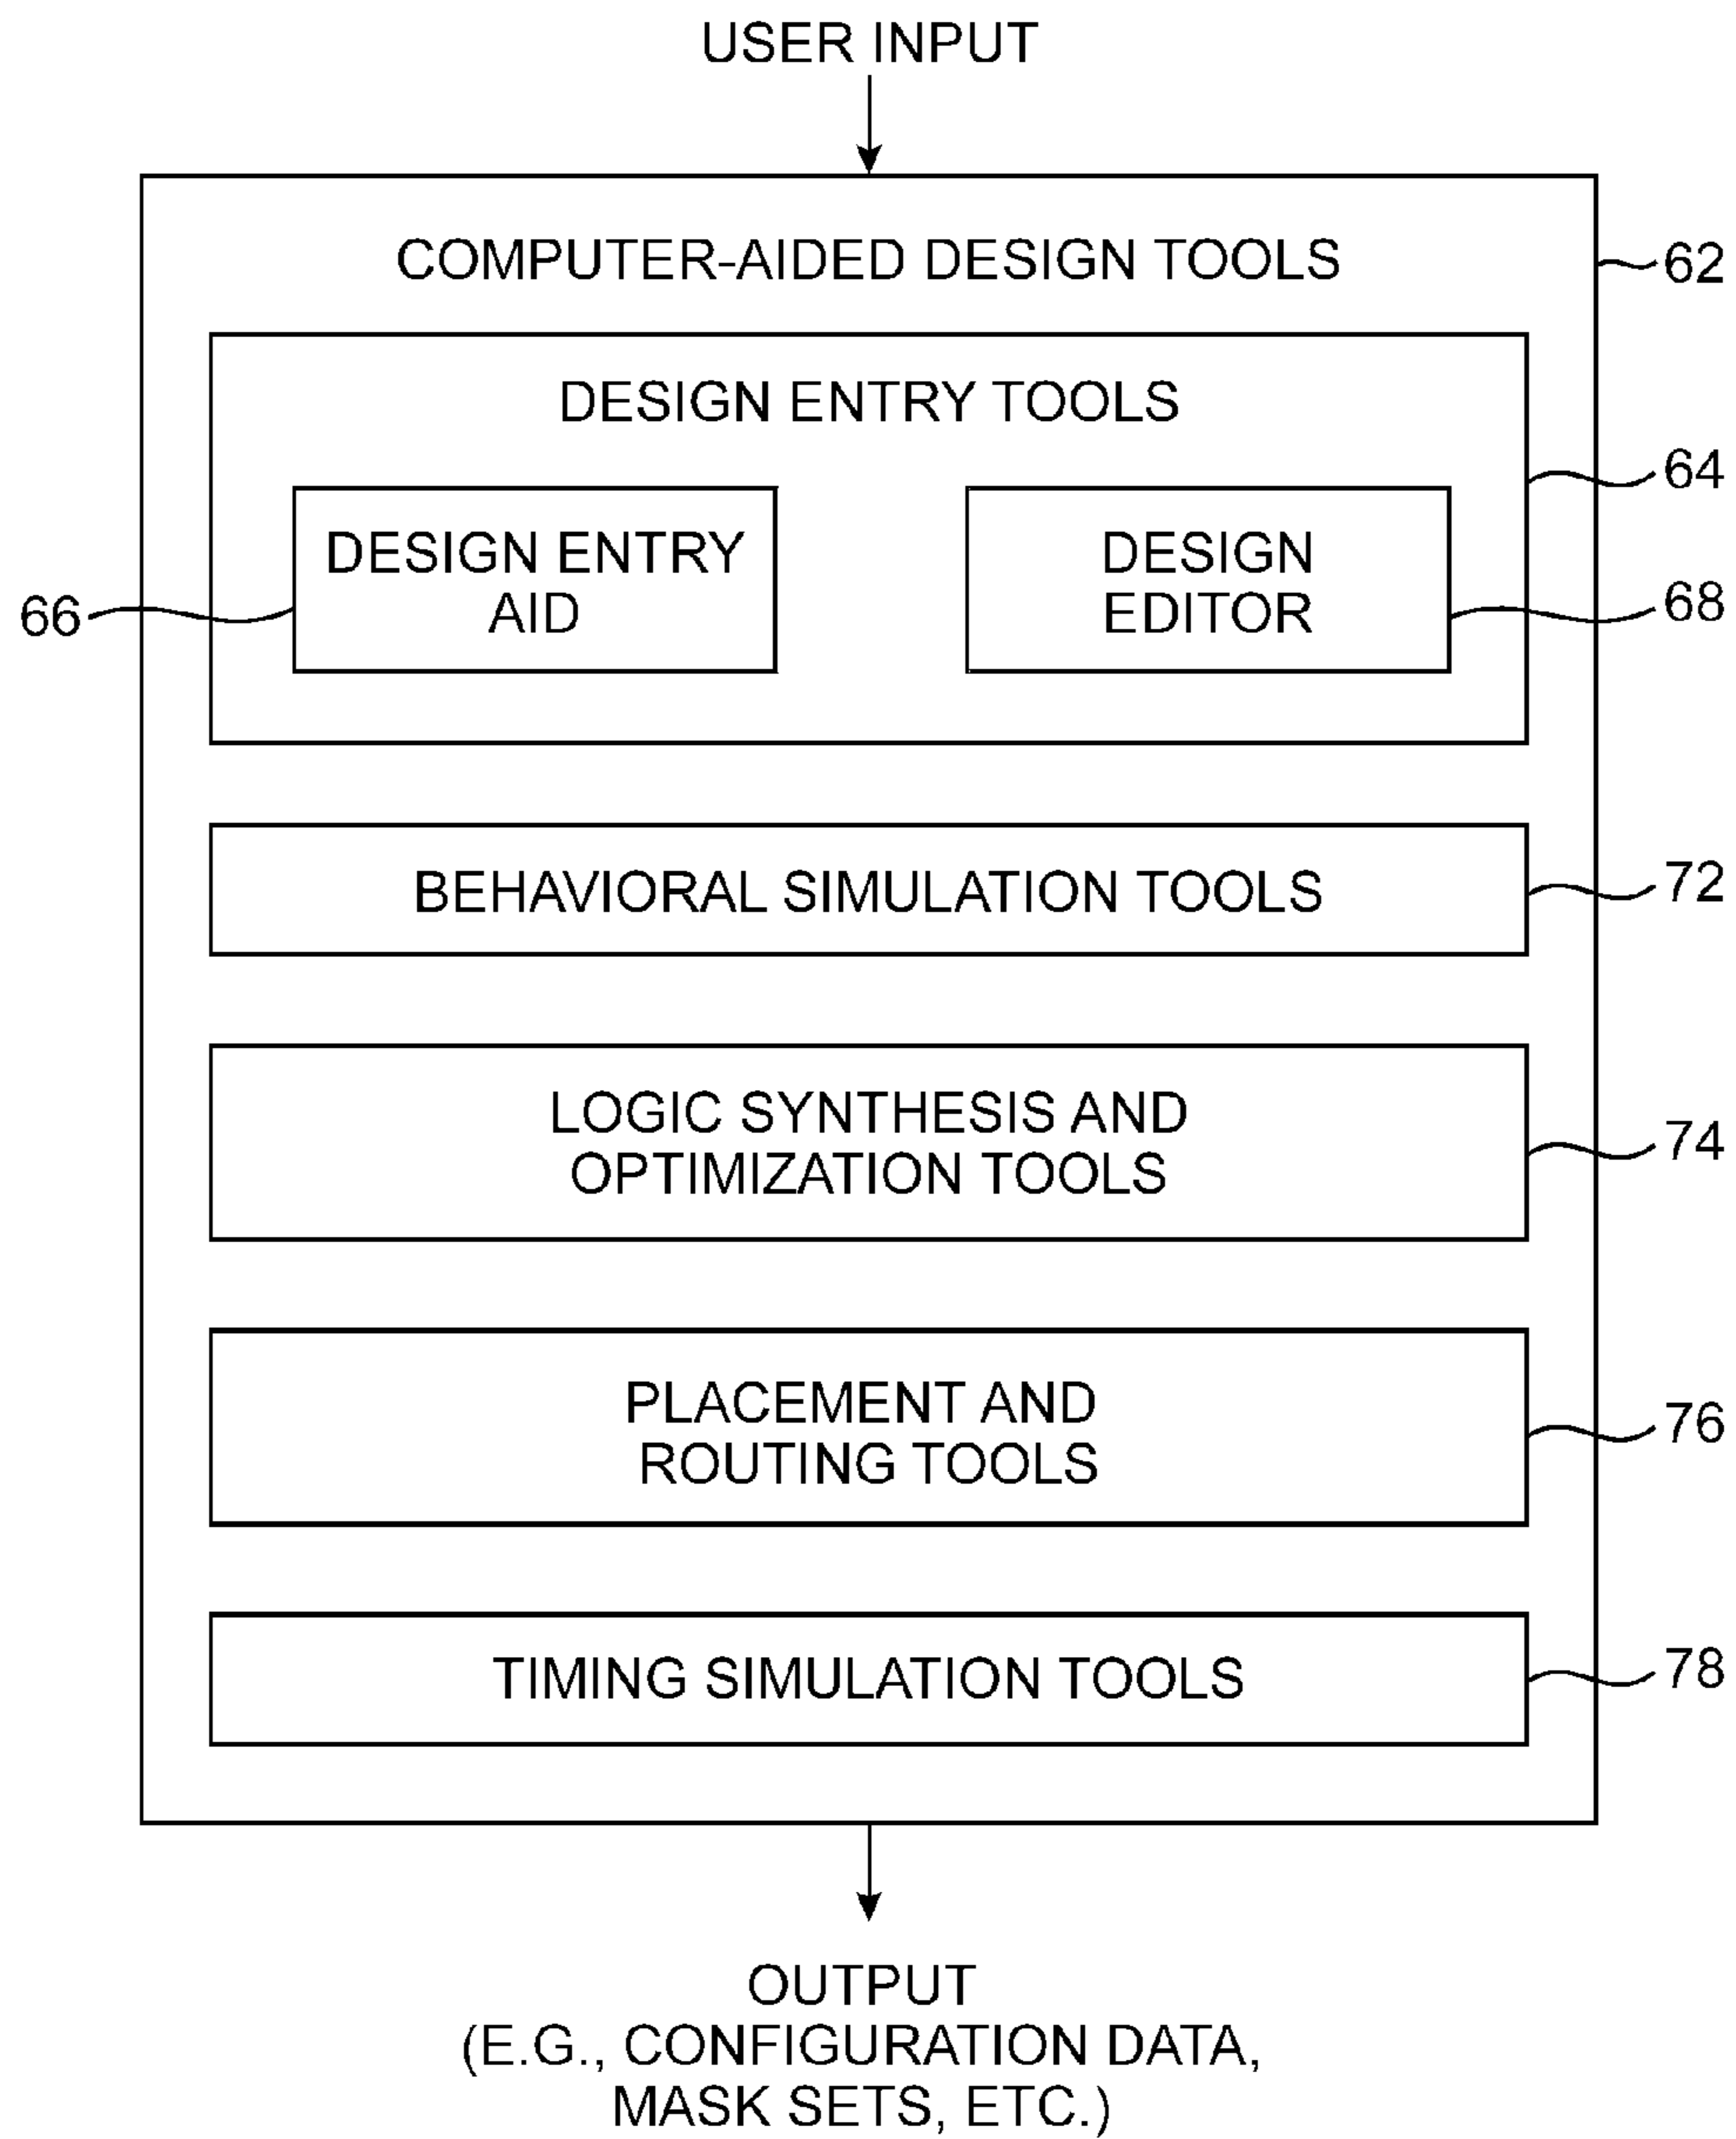 USER INPUT
COMPUTER-AIDED DESIGN TOOLS
62
DESIGN ENTRY TOOLS
64
DESIGN ENTRY
AID
66
DESIGN
EDITOR
68
BEHAVIORAL SIMULATION TOOLS
72
LOGIC SYNTHESIS AND
OPTIMIZATION TOOLS
74
PLACEMENT AND
ROUTING TOOLS
76
TIMING SIMULATION TOOLS
78
OUTPUT
(E.G., CONFIGURATION DATA,
MASK SETS, ETC.)